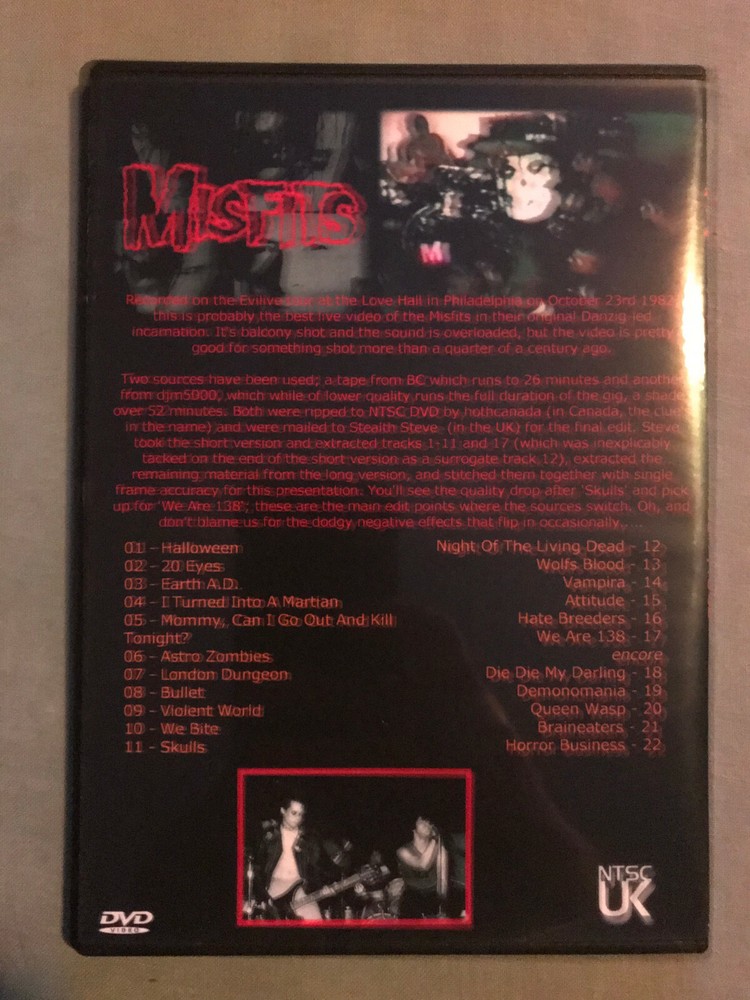 MISFITS
M
Recorded on the Evilive tour at the Love Hall in Philadelphia on October 23rd 1982,
this is probably the best live video of the Misfits in their original Danzig-led
incarnation. It's balcony shot and the sound is overloaded, but the video is pretty
good for something shot more than a quarter of a century ago.
Two sources have been used; a tape from BC which runs to 26 minutes and another
from djm5000, which while of lower quality runs the full duration of the gig, a shade
over 52 minutes. Both were ripped to NTSC DVD by hothcanada (in Canada, the clue's
in the name) and were mailed to Stealth Steve (in the UK) for the final edit. Steve
took the short version and extracted tracks 1-11 and 17 (which was inexplicably
tacked on the end of the short version as a surrogate track 12), extracted the
remaining material from the long version, and stitched them together with single
frame accuracy for this presentation. You'll see the quality drop after 'Skulls' and pick
up for 'We Are 138'; these are the main edit points where the sources switch. Oh, and
don't blame us for the dodgy negative effects that flip in occasionally.....
01 - Halloween
02 - 20 Eyes
03 - Earth A.D.
04 - I Turned Into A Martian
05 - Mommy, Can I Go Out And Kill
Tonight?
06 - Astro Zombies
07 - London Dungeon
08 - Bullet
09 - Violent World
10 - We Bite
11 - Skulls
Night Of The Living Dead - 12
Wolfs Blood - 13
Vampira - 14
Attitude - 15
Hate Breeders - 16
We Are 138 - 17
encore
Die Die My Darling - 18
Demonomania - 19
Queen Wasp - 20
Braineaters - 21
Horror Business - 22
DVD
VIDEO
NTSC
UK